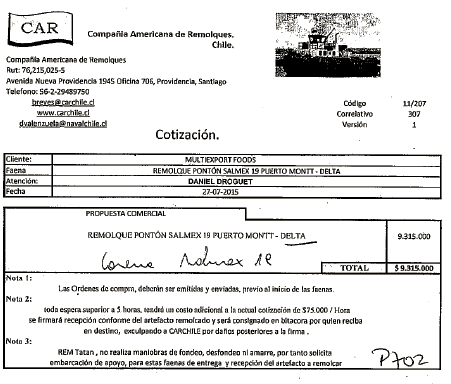 CAR
Compañía Americana de Remolques.
Chile.
Compañía Americana de Remolques
Rut: 76,215,025-5
Avenida Nueva Providencia 1945 Oficina 706, Providencia, Santiago
Telefono: 56-2-29489750
breves@carchile.cl
www.carchile.cl
dvalenzuela@navalchile.cl
Código 11/207
Correlativo 307
Versión 1
Cotización.
Cliente: MULTIEXPORT FOODS
Faena REMOLQUE PONTÓN SALMEX 19 PUERTO MONTT - DELTA
Atención: DANIEL DROGUET
Fecha 27-07-2015
PROPUESTA COMERCIAL
REMOLQUE PONTÓN SALMEX 19 PUERTO MONTT - DELTA 9.315.000
19
TOTAL $ 9.315.000
Nota 1:
Las Ordenes de compra, deberán ser emitidas y enviadas, previo al inicio de las faenas.
Nota 2:
toda espera superior a 5 horas, tendrá un costo adicional a la actual cotización de $75.000 / Hora
se firmará recepción conforme del artefacto remolcado y será consignado en bitacora por quien reciba
en destino, exculpando a CARCHILE por daños posteriores a la firma .
Nota 3:
REM Tatan , no realiza maniobras de fondeo, desfondeo ni amarre, por tanto solicita
embarcación de apoyo, para estas faenas de entrega y recepción del artefacto a remolcar
P702